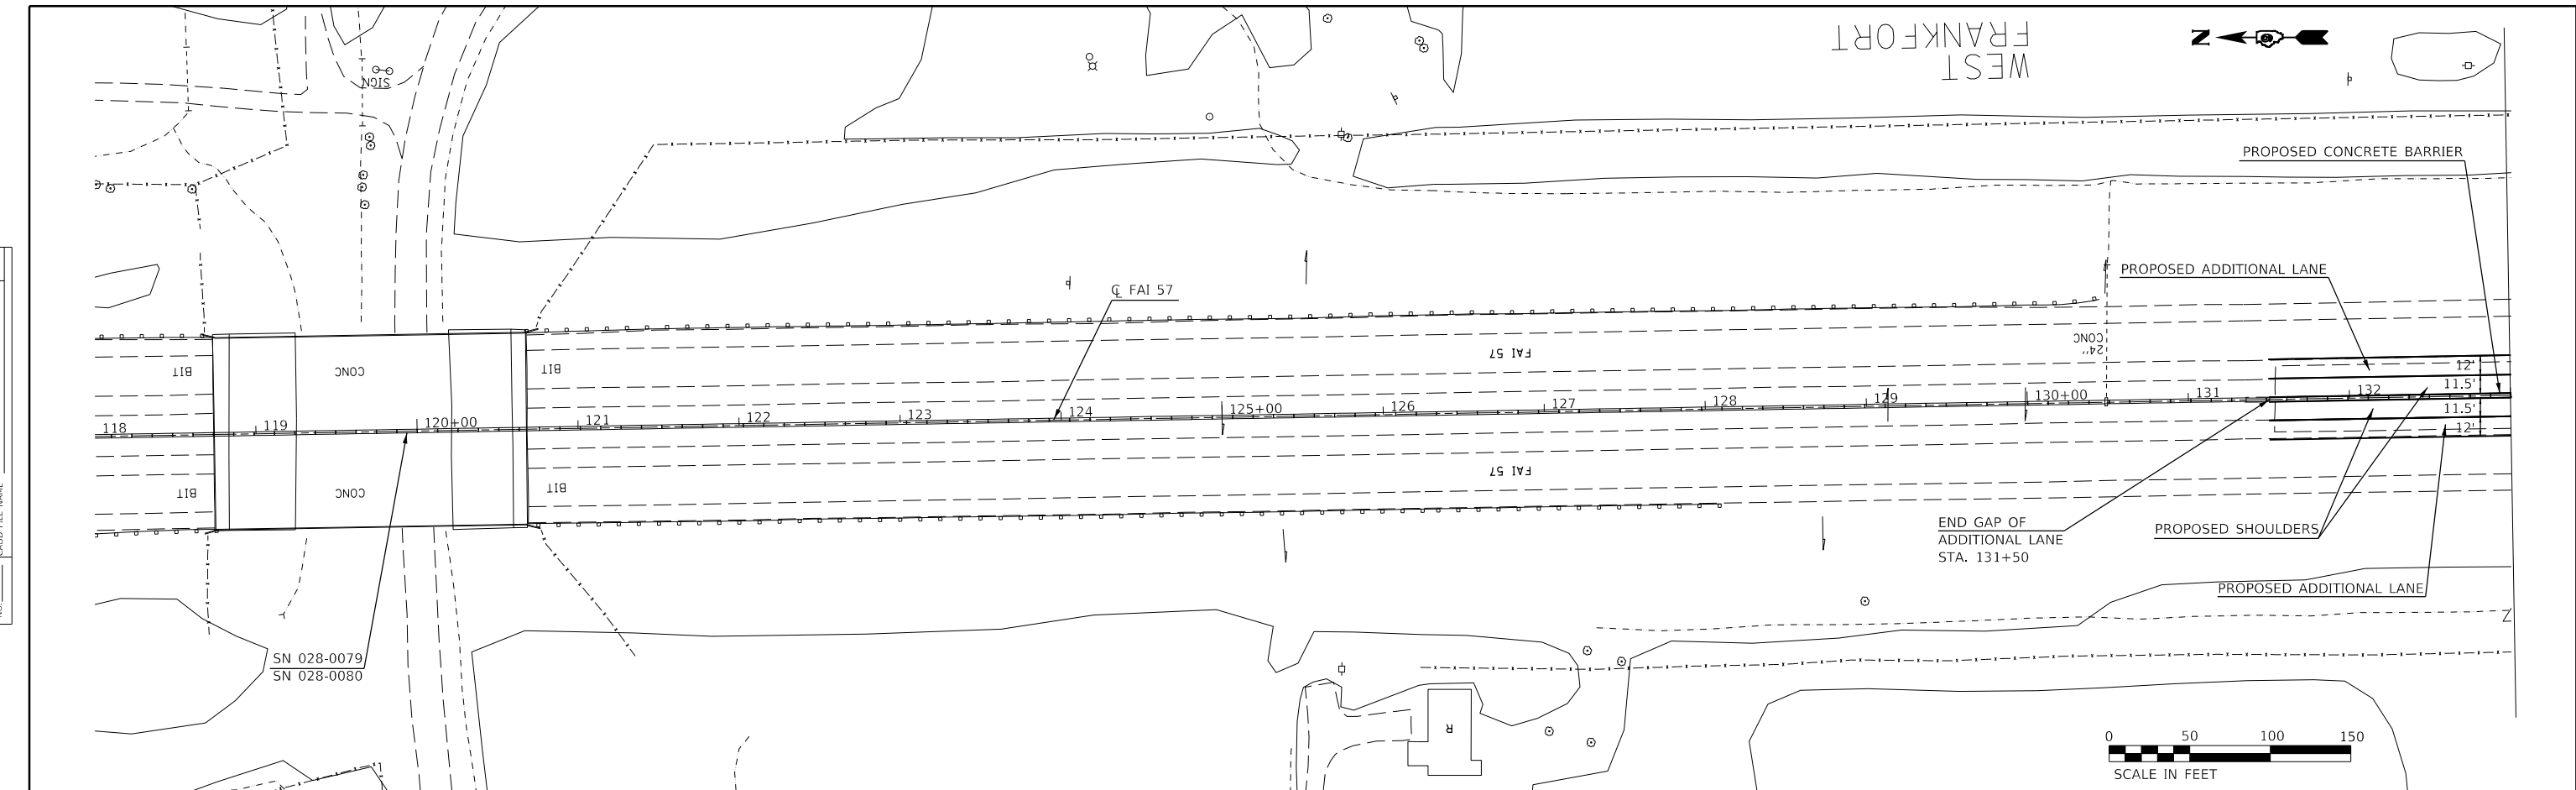 WEST
FRANKFORT
N
SIGN
PROPOSED CONCRETE BARRIER
PROPOSED ADDITIONAL LANE
℄ FAI 57
FAI 57
24" CONC
BIT
CONC
BIT
12'
11.5'
118
119
120+00
121
122
123
124
125+00
126
127
128
129
130+00
131
132
11.5'
12'
FAI 57
BIT
CONC
BIT
END GAP OF
ADDITIONAL LANE
STA. 131+50
PROPOSED SHOULDERS
PROPOSED ADDITIONAL LANE
SN 028-0079
SN 028-0080
R
0 50 100 150
SCALE IN FEET
CADD FILE NAME